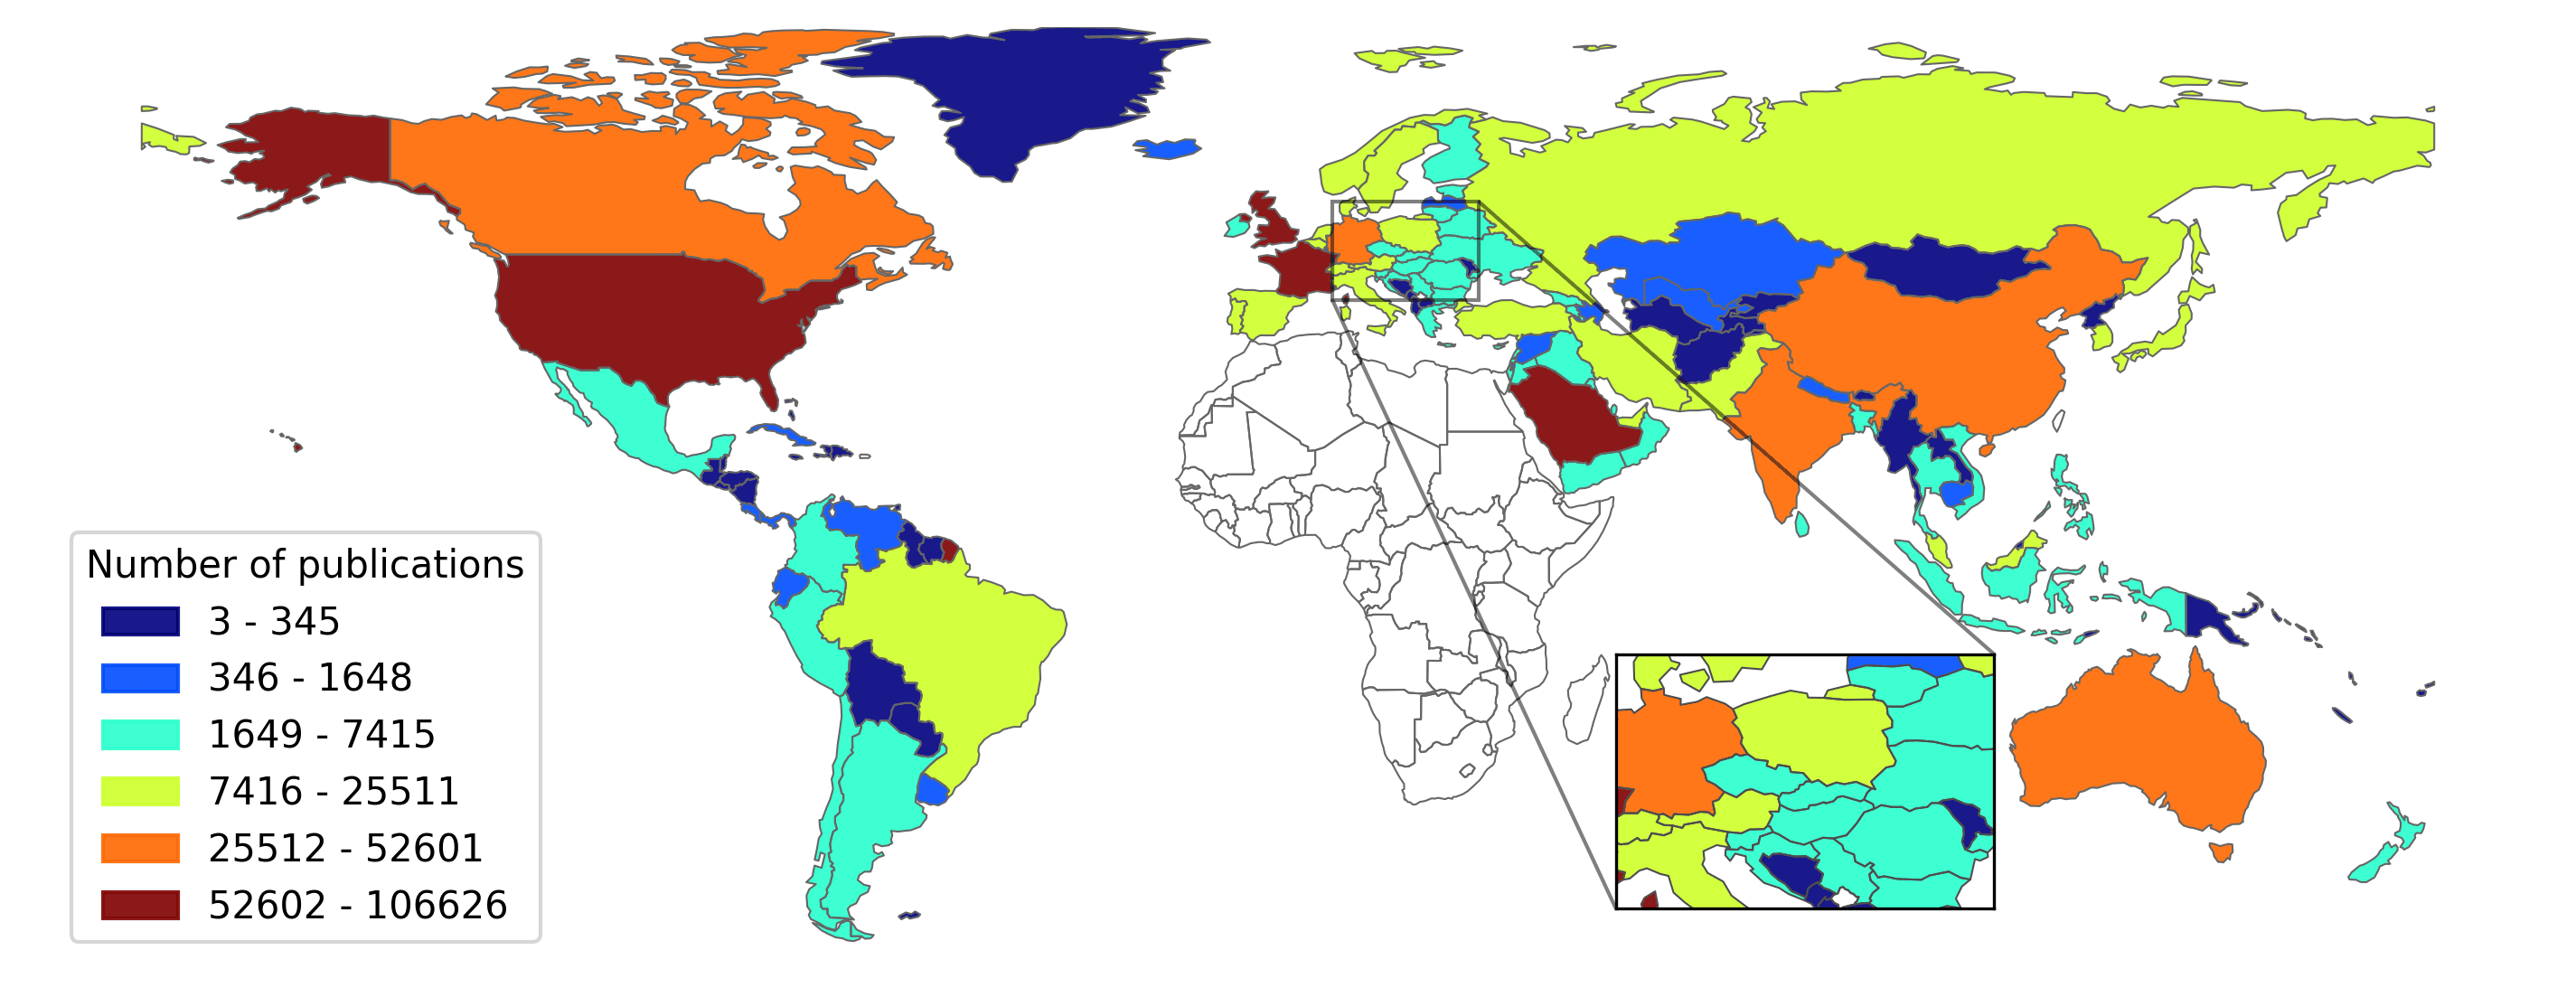 Number of publications
3 - 345
346 - 1648
1649 - 7415
7416 - 25511
25512 - 52601
52602 - 106626